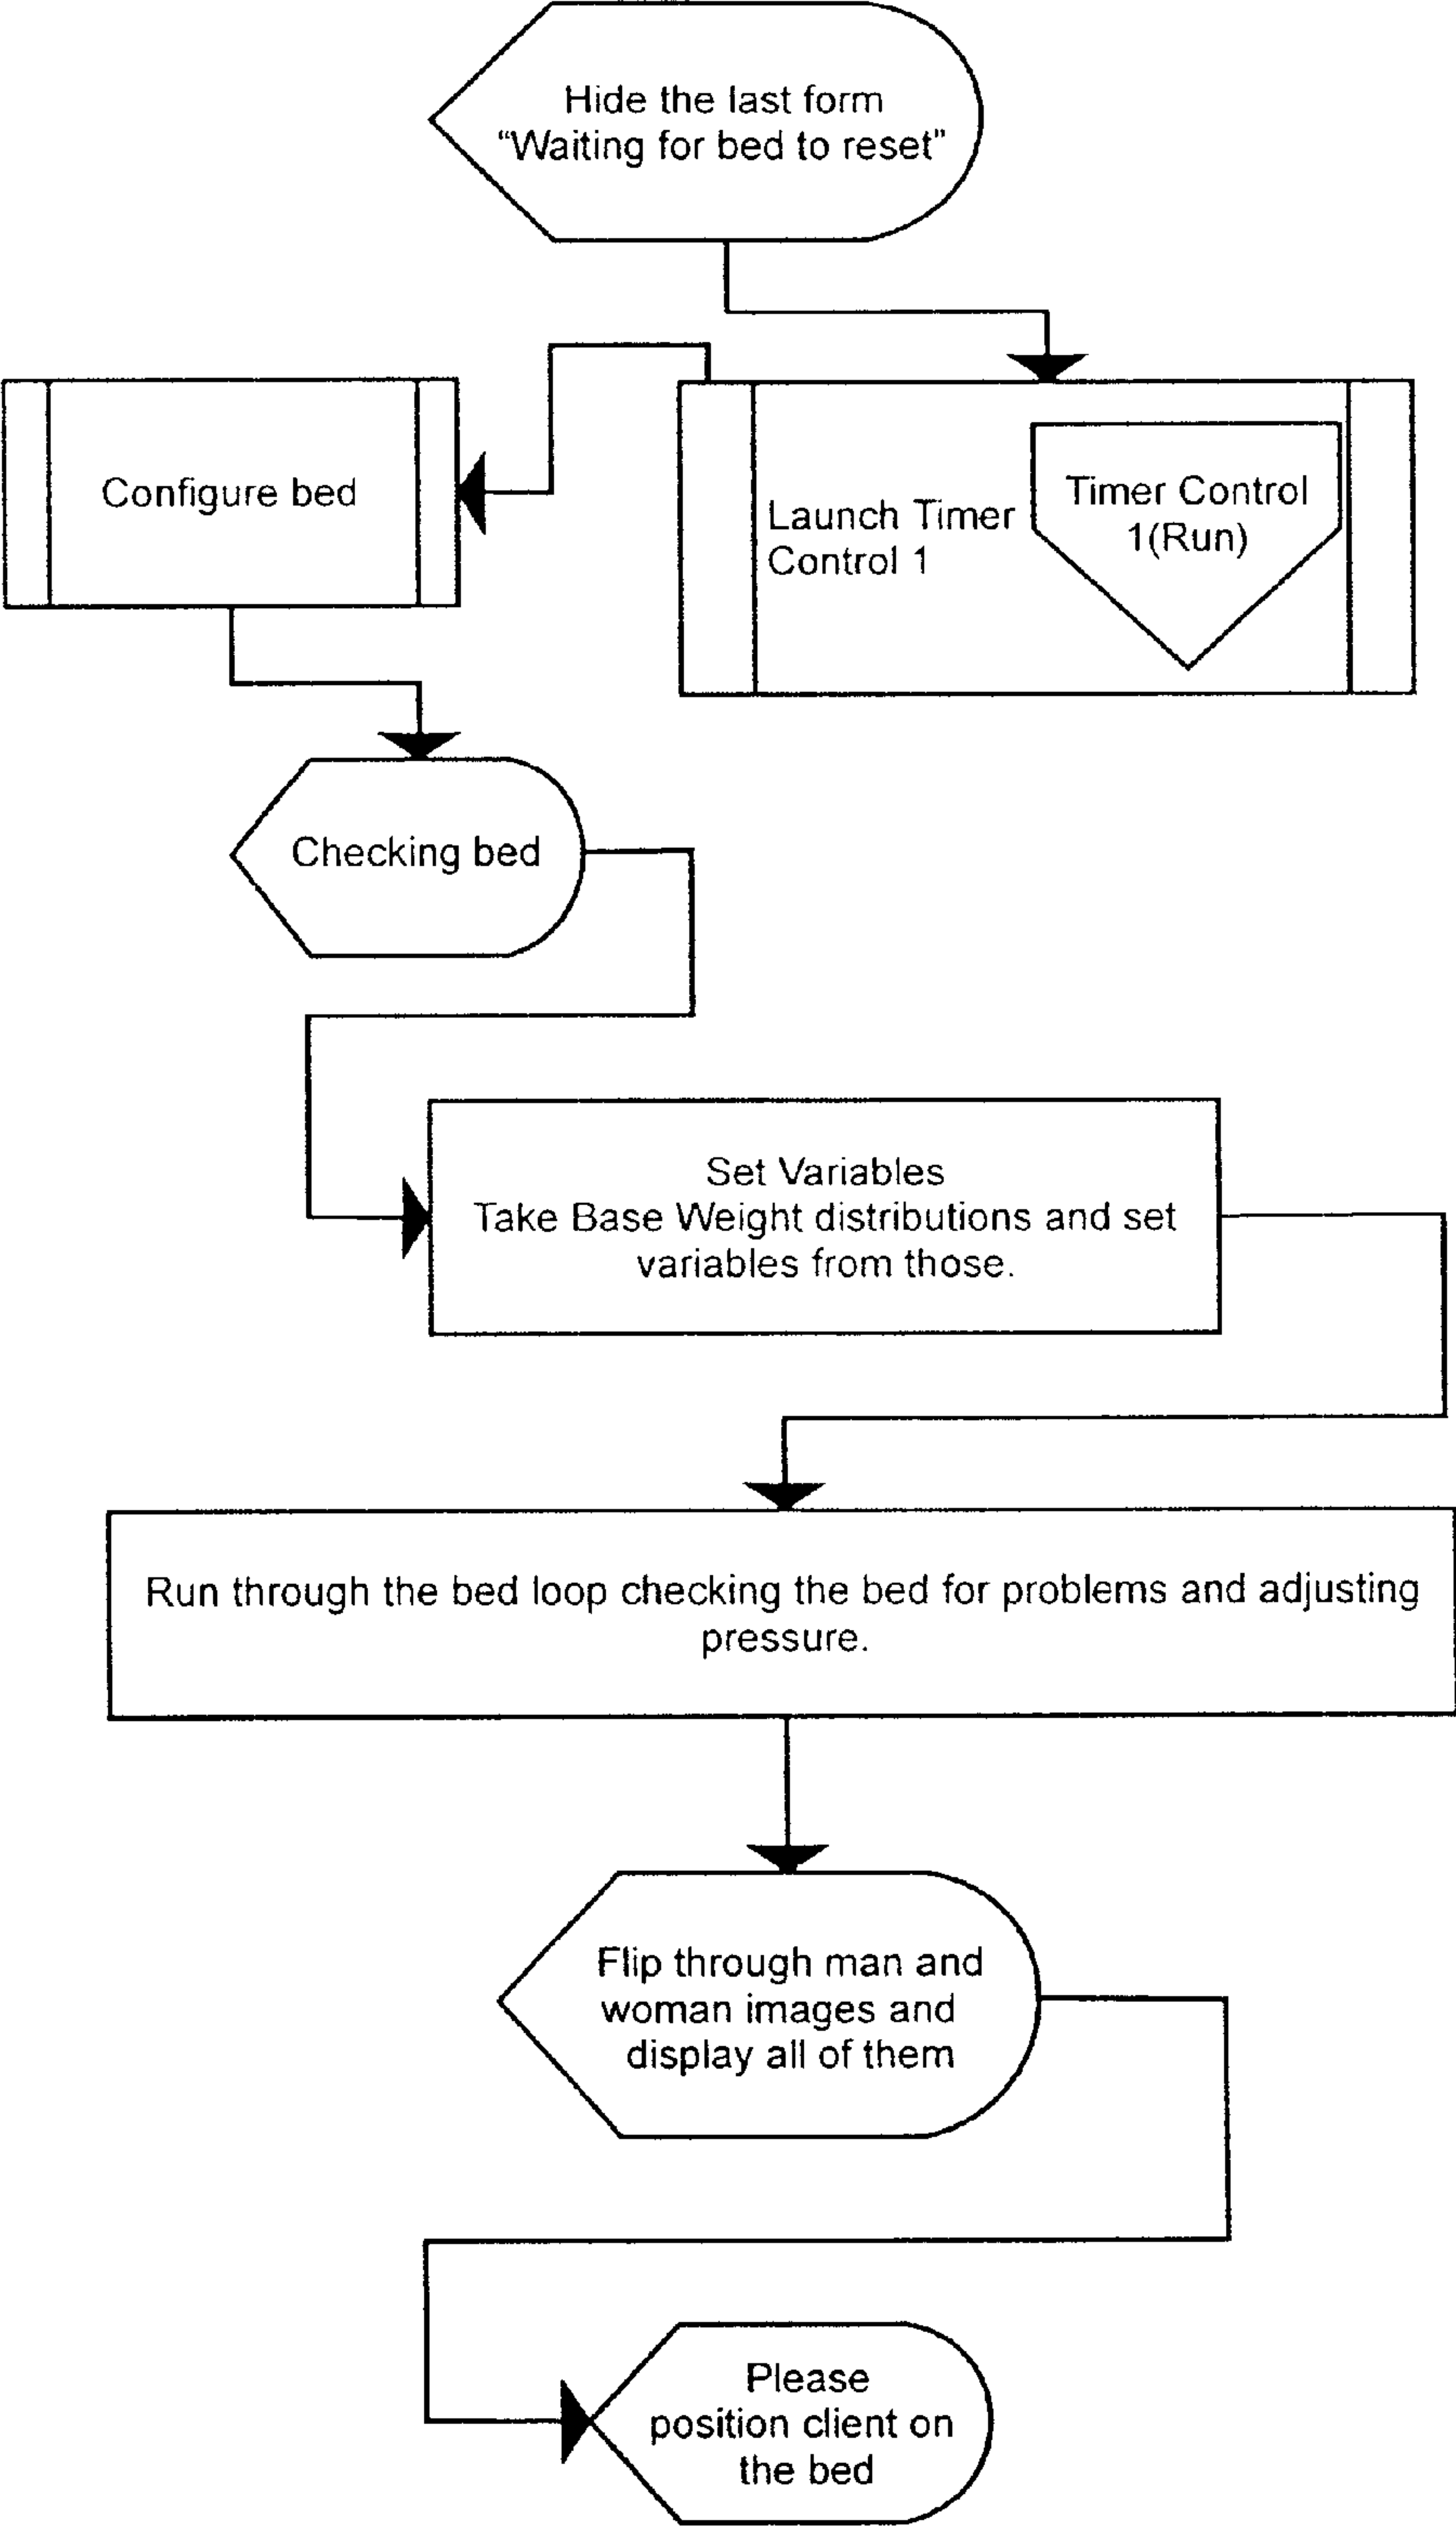 Hide the last form
“Waiting for bed to reset”
Launch Timer
Control 1
Timer Control
1(Run)
Configure bed
Checking bed
Set Variables
Take Base Weight distributions and set
variables from those.
Run through the bed loop checking the bed for problems and adjusting
pressure.
Flip through man and
woman images and
display all of them
Please
position client on
the bed